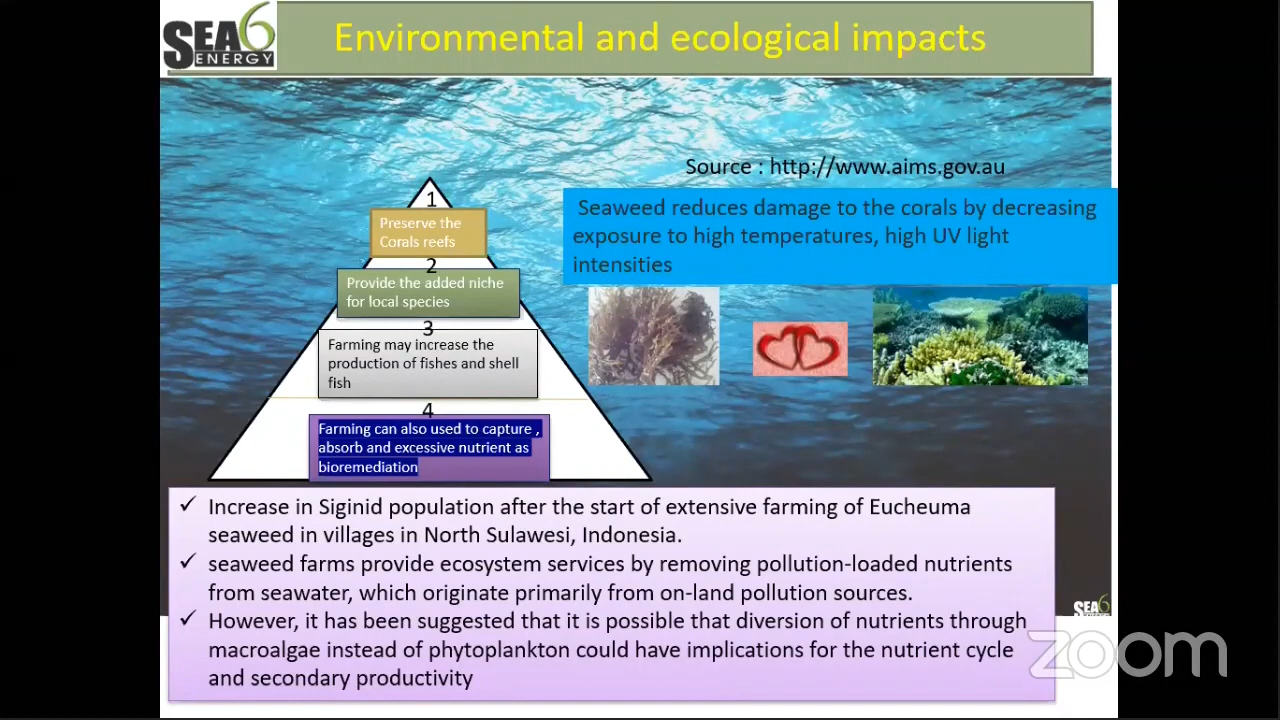 SEA6
ENERGY
Environmental and ecological impacts
Source : http://www.aims.gov.au
Seaweed reduces damage to the corals by decreasing
exposure to high temperatures, high UV light
intensities
1
Preserve the
Corals reefs
2
Provide the added niche
for local species
3
Farming may increase the
production of fishes and shell
fish
4
Farming can also used to capture ,
absorb and excessive nutrient as
bioremediation
✓ Increase in Siginid population after the start of extensive farming of Eucheuma
seaweed in villages in North Sulawesi, Indonesia.
✓ seaweed farms provide ecosystem services by removing pollution-loaded nutrients
from seawater, which originate primarily from on-land pollution sources.
✓ However, it has been suggested that it is possible that diversion of nutrients through
macroalgae instead of phytoplankton could have implications for the nutrient cycle
and secondary productivity
SEA6
ENERGY
zoom